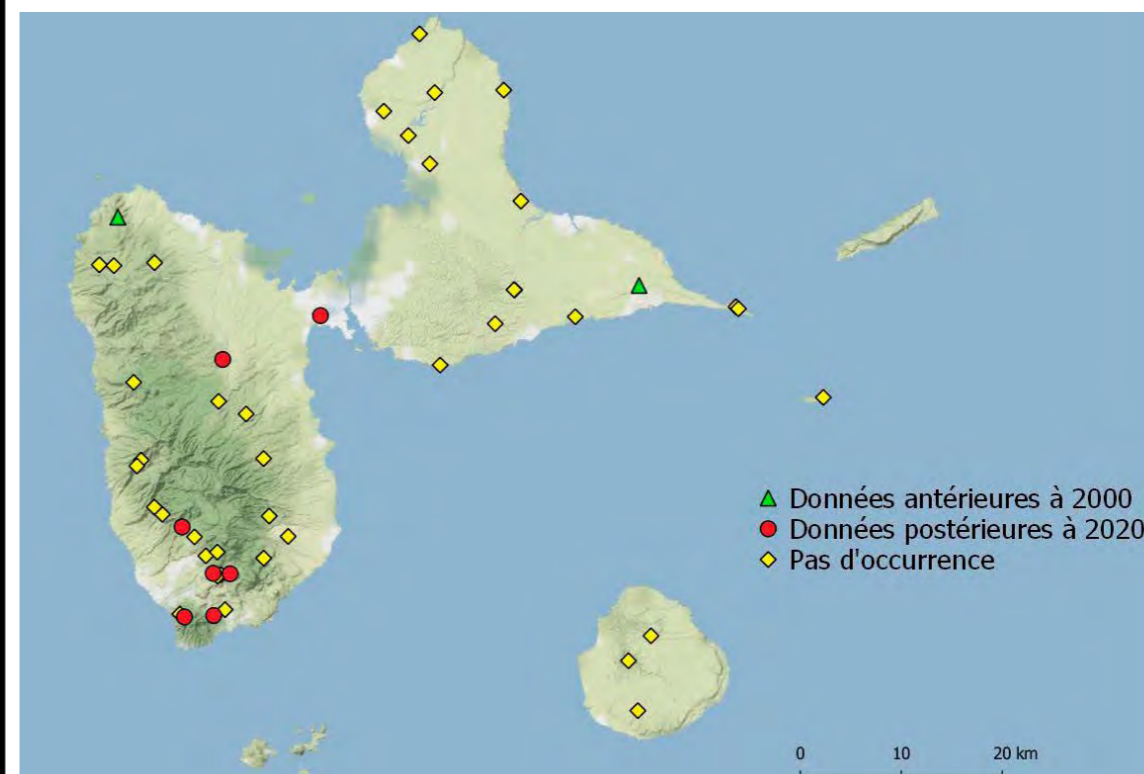 Données antérieures à 2000
Données postérieures à 2020
Pas d'occurrence
0 10 20 km